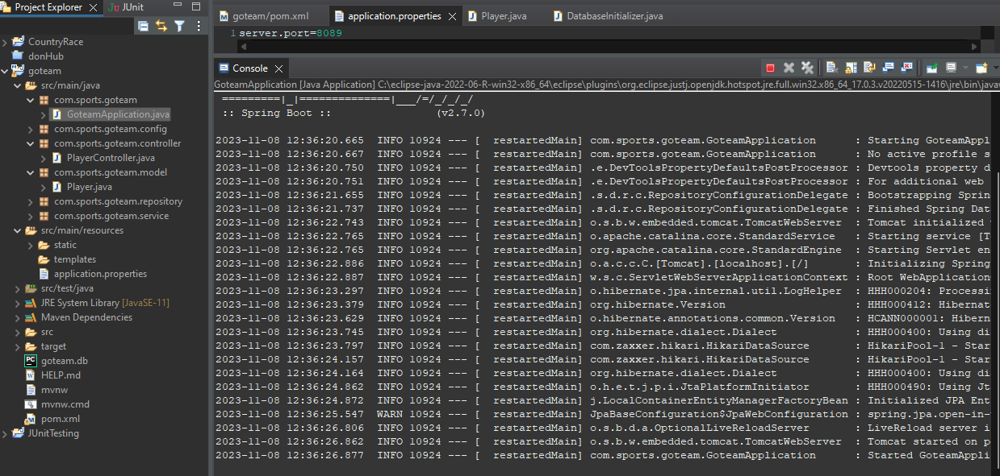 Project Explorer
JUnit
CountryRace
donHub
goteam
src/main/java
com.sports.goteam
GoteamApplication.java
com.sports.goteam.config
com.sports.goteam.controller
PlayerController.java
com.sports.goteam.model
Player.java
com.sports.goteam.repository
com.sports.goteam.service
src/main/resources
static
templates
application.properties
src/test/java
JRE System Library [JavaSE-11]
Maven Dependencies
src
target
goteam.db
HELP.md
mvnw
mvnw.cmd
pom.xml
JUnitTesting
goteam/pom.xml
application.properties
Player.java
DatabaseInitializer.java
1 server.port=8089
Console
GoteamApplication [Java Application] C:\eclipse-java-2022-06-R-win32-x86_64\eclipse\plugins\org.eclipse.justj.openjdk.hotspot.jre.full.win32.x86_64_17.0.3.v20220515-1416\jre\bin\javaw
=========|_|==============|___/=/_/_/_/
:: Spring Boot :: (v2.7.0)
2023-11-08 12:36:20.665 INFO 10924 --- [ restartedMain] com.sports.goteam.GoteamApplication : Starting GoteamAppl
2023-11-08 12:36:20.667 INFO 10924 --- [ restartedMain] com.sports.goteam.GoteamApplication : No active profile s
2023-11-08 12:36:20.750 INFO 10924 --- [ restartedMain] .e.DevToolsPropertyDefaultsPostProcessor : Devtools property d
2023-11-08 12:36:20.751 INFO 10924 --- [ restartedMain] .e.DevToolsPropertyDefaultsPostProcessor : For additional web
2023-11-08 12:36:21.655 INFO 10924 --- [ restartedMain] .s.d.r.c.RepositoryConfigurationDelegate : Bootstrapping Sprin
2023-11-08 12:36:21.737 INFO 10924 --- [ restartedMain] .s.d.r.c.RepositoryConfigurationDelegate : Finished Spring Dat
2023-11-08 12:36:22.743 INFO 10924 --- [ restartedMain] o.s.b.w.embedded.tomcat.TomcatWebServer : Tomcat initialized
2023-11-08 12:36:22.765 INFO 10924 --- [ restartedMain] o.apache.catalina.core.StandardService : Starting service [T
2023-11-08 12:36:22.765 INFO 10924 --- [ restartedMain] org.apache.catalina.core.StandardEngine : Starting Servlet en
2023-11-08 12:36:22.886 INFO 10924 --- [ restartedMain] o.a.c.c.C.[Tomcat].[localhost].[/] : Initializing Spring
2023-11-08 12:36:22.887 INFO 10924 --- [ restartedMain] w.s.c.ServletWebServerApplicationContext : Root WebApplication
2023-11-08 12:36:23.297 INFO 10924 --- [ restartedMain] o.hibernate.jpa.internal.util.LogHelper : HHH000204: Processi
2023-11-08 12:36:23.379 INFO 10924 --- [ restartedMain] org.hibernate.Version : HHH000412: Hibernat
2023-11-08 12:36:23.629 INFO 10924 --- [ restartedMain] o.hibernate.annotations.common.Version : HCANN000001: Hibern
2023-11-08 12:36:23.745 INFO 10924 --- [ restartedMain] org.hibernate.dialect.Dialect : HHH000400: Using di
2023-11-08 12:36:23.797 INFO 10924 --- [ restartedMain] com.zaxxer.hikari.HikariDataSource : HikariPool-1 - Star
2023-11-08 12:36:24.157 INFO 10924 --- [ restartedMain] com.zaxxer.hikari.HikariDataSource : HikariPool-1 - Star
2023-11-08 12:36:24.164 INFO 10924 --- [ restartedMain] org.hibernate.dialect.Dialect : HHH000400: Using di
2023-11-08 12:36:24.862 INFO 10924 --- [ restartedMain] o.h.e.t.j.p.i.JtaPlatformInitiator : HHH000490: Using Jt
2023-11-08 12:36:24.872 INFO 10924 --- [ restartedMain] j.LocalContainerEntityManagerFactoryBean : Initialized JPA Ent
2023-11-08 12:36:25.547 WARN 10924 --- [ restartedMain] JpaBaseConfiguration$JpaWebConfiguration : spring.jpa.open-in-
2023-11-08 12:36:26.806 INFO 10924 --- [ restartedMain] o.s.b.d.a.OptionalLiveReloadServer : LiveReload server i
2023-11-08 12:36:26.862 INFO 10924 --- [ restartedMain] o.s.b.w.embedded.tomcat.TomcatWebServer : Tomcat started on p
2023-11-08 12:36:26.877 INFO 10924 --- [ restartedMain] com.sports.goteam.GoteamApplication : Started GoteamAppli